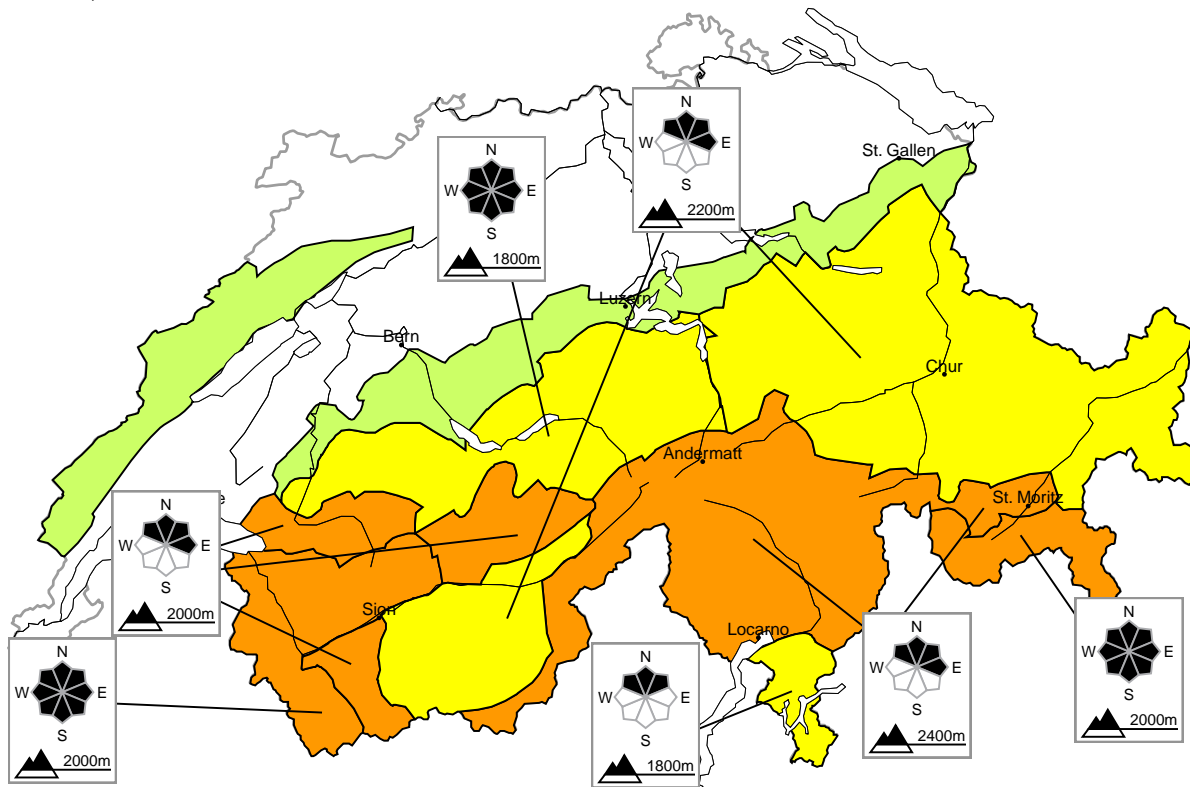 St. Gallen
Luzern
Bern
Chur
Andermatt
St. Moritz
Sion
Locarno
e
N
W
E
S
2200m
N
W
E
S
1800m
N
W
E
S
2000m
N
W
E
S
2000m
N
W
E
S
1800m
N
W
E
S
2400m
N
W
E
S
2000m